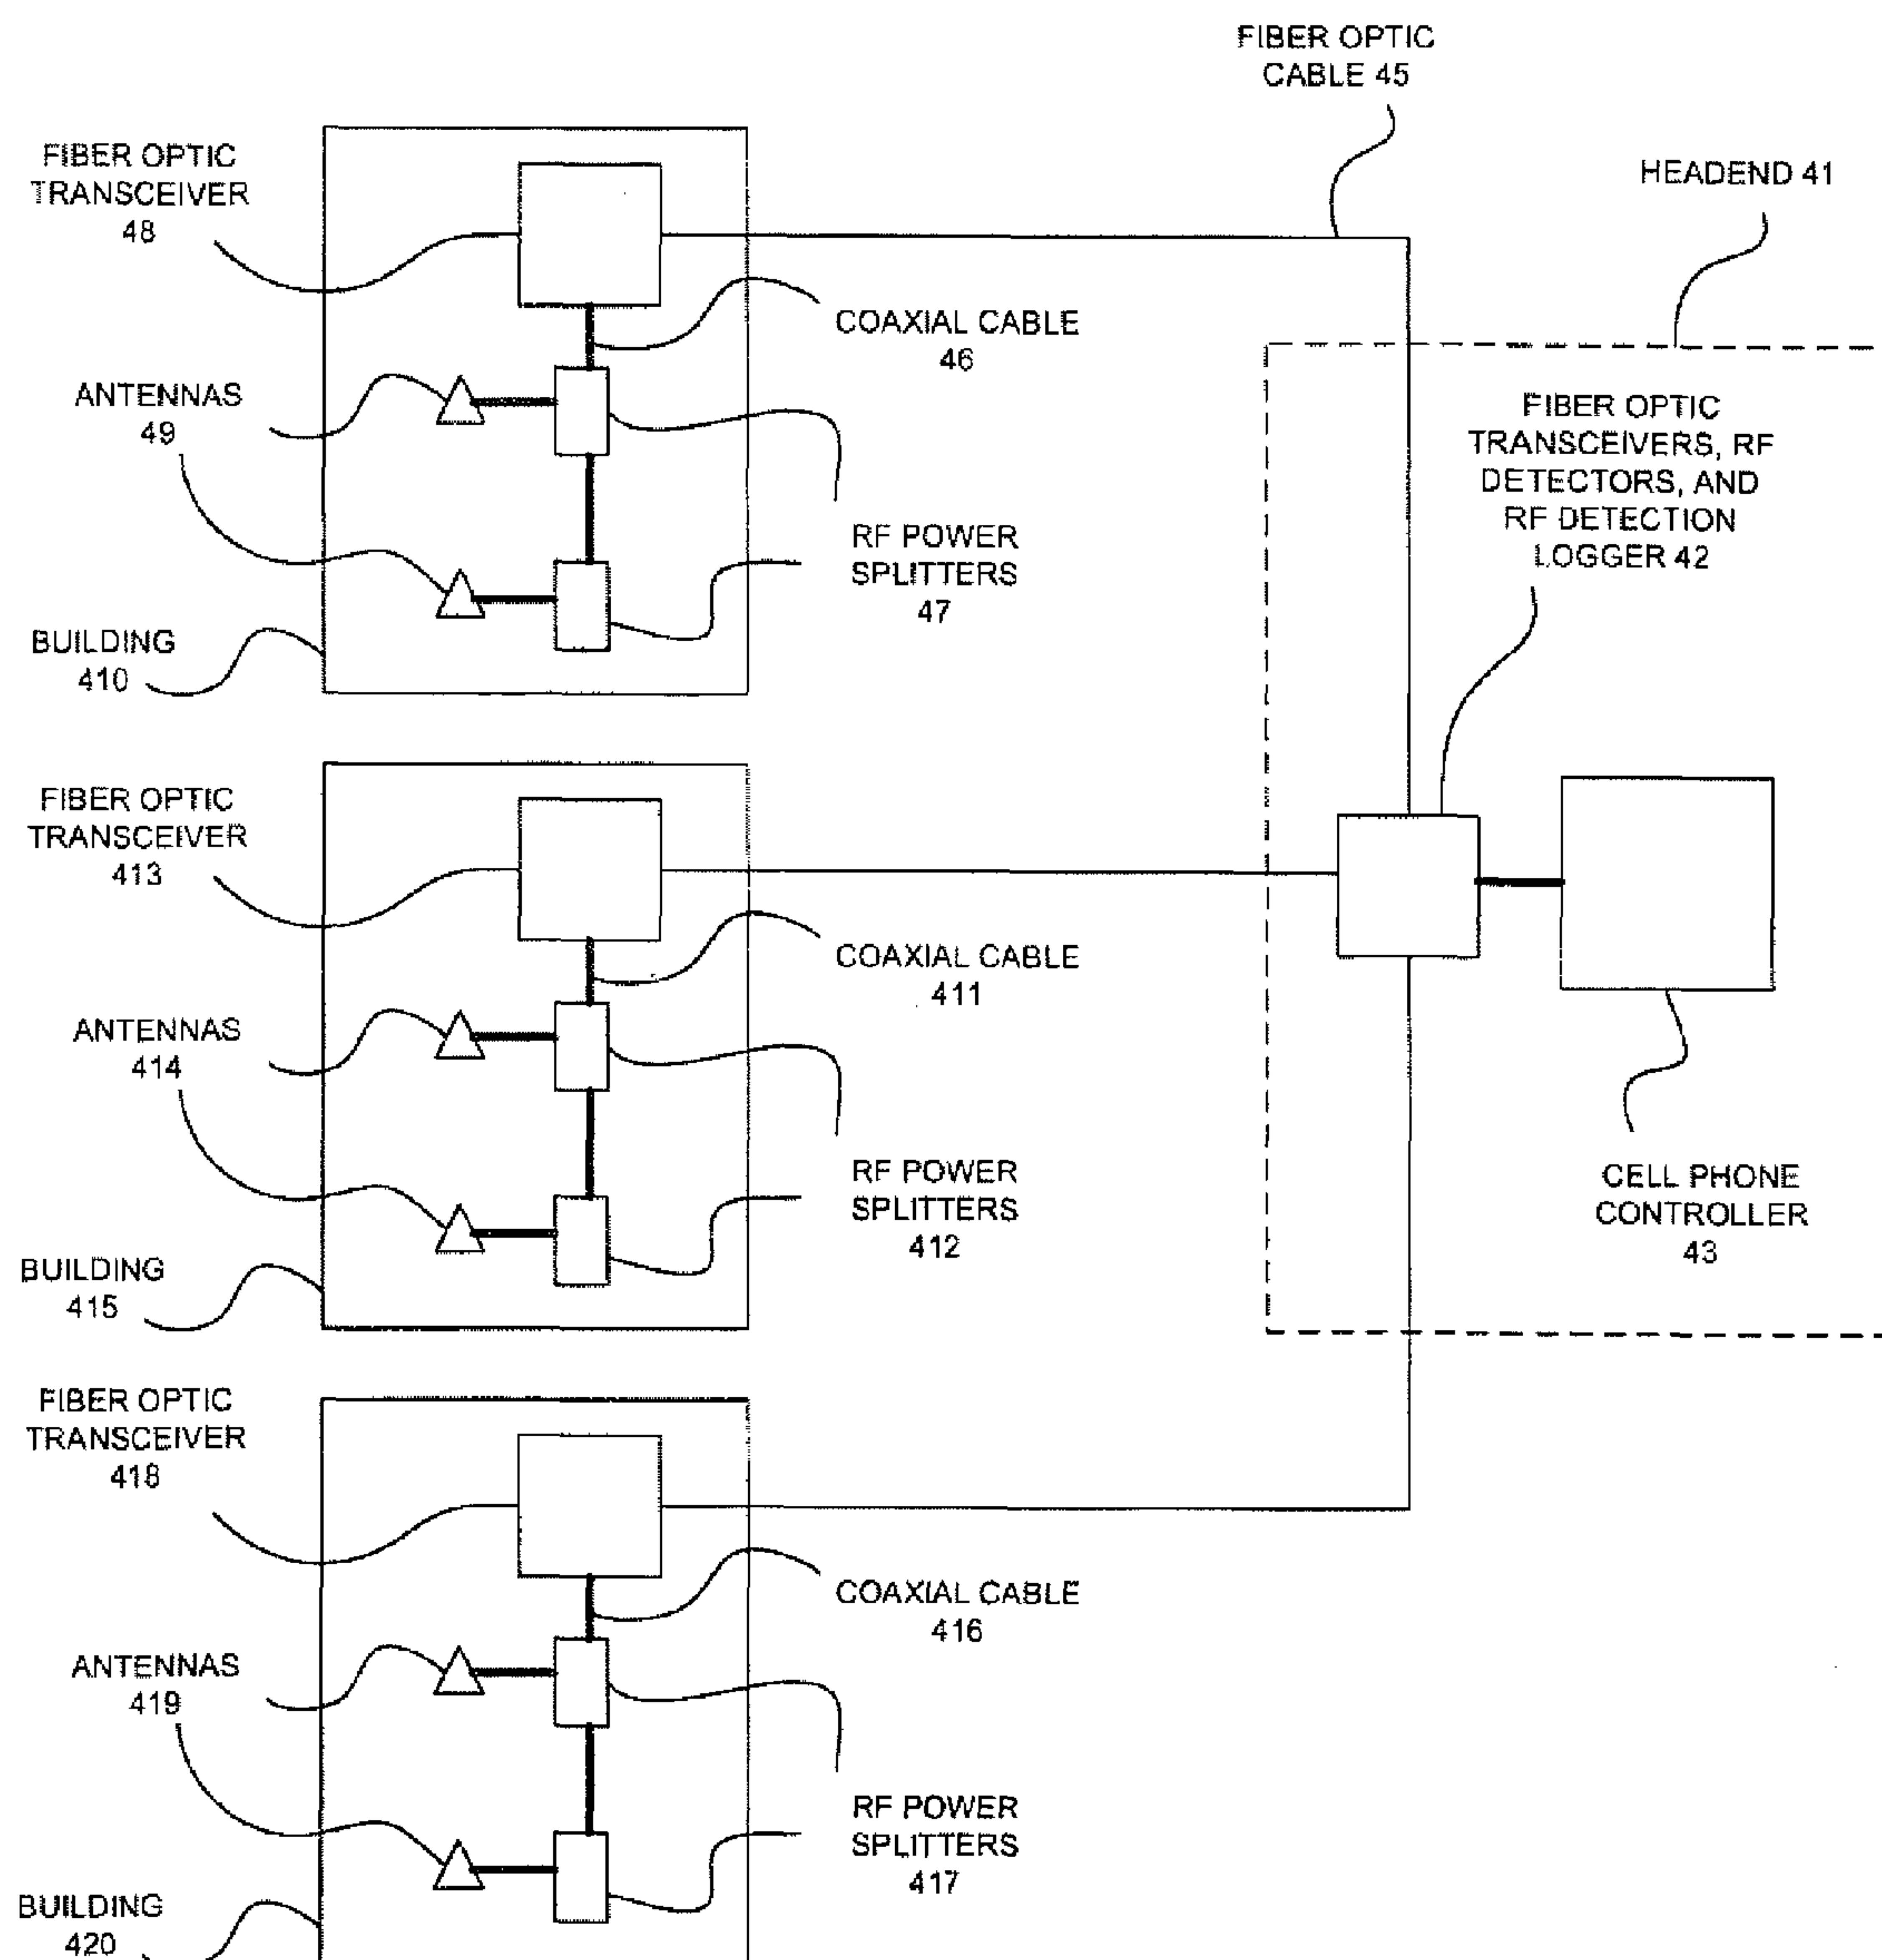 FIBER OPTIC
CABLE 45
HEADEND 41
FIBER OPTIC
TRANSCEIVER
48
COAXIAL CABLE
46
ANTENNAS
49
FIBER OPTIC
TRANSCEIVERS, RF
DETECTORS, AND
RF DETECTION
LOGGER 42
RF POWER
SPLITTERS
47
BUILDING
410
FIBER OPTIC
TRANSCEIVER
413
COAXIAL CABLE
411
ANTENNAS
414
RF POWER
SPLITTERS
412
CELL PHONE
CONTROLLER
43
BUILDING
415
FIBER OPTIC
TRANSCEIVER
418
COAXIAL CABLE
416
ANTENNAS
419
RF POWER
SPLITTERS
417
BUILDING
420